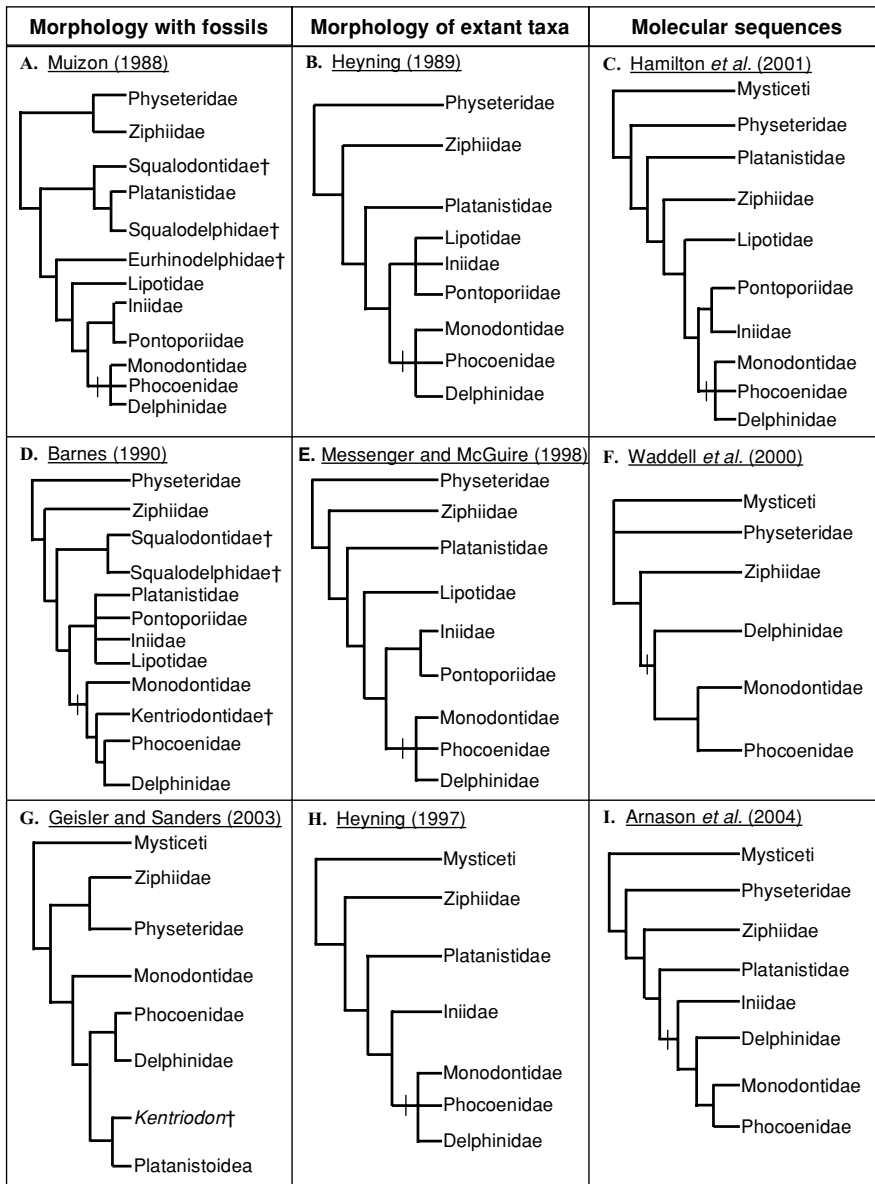 Morphology with fossils
Morphology of extant taxa
Molecular sequences
A. Muizon (1988)
Physeteridae
Ziphiidae
Squalodontidae†
Platanistidae
Squalodelphidae†
Eurhinodelphidae†
Lipotidae
Iniidae
Pontoporiidae
Monodontidae
Phocoenidae
Delphinidae
B. Heyning (1989)
Physeteridae
Ziphiidae
Platanistidae
Lipotidae
Iniidae
Pontoporiidae
Monodontidae
Phocoenidae
Delphinidae
C. Hamilton et al. (2001)
Mysticeti
Physeteridae
Platanistidae
Ziphiidae
Lipotidae
Pontoporiidae
Iniidae
Monodontidae
Phocoenidae
Delphinidae
D. Barnes (1990)
Physeteridae
Ziphiidae
Squalodontidae†
Squalodelphidae†
Platanistidae
Pontoporiidae
Iniidae
Lipotidae
Monodontidae
Kentriodontidae†
Phocoenidae
Delphinidae
E. Messenger and McGuire (1998)
Physeteridae
Ziphiidae
Platanistidae
Lipotidae
Iniidae
Pontoporiidae
Monodontidae
Phocoenidae
Delphinidae
F. Waddell et al. (2000)
Mysticeti
Physeteridae
Ziphiidae
Delphinidae
Monodontidae
Phocoenidae
G. Geisler and Sanders (2003)
Mysticeti
Ziphiidae
Physeteridae
Monodontidae
Phocoenidae
Delphinidae
Kentriodon†
Platanistoidea
H. Heyning (1997)
Mysticeti
Ziphiidae
Platanistidae
Iniidae
Monodontidae
Phocoenidae
Delphinidae
I. Arnason et al. (2004)
Mysticeti
Physeteridae
Ziphiidae
Platanistidae
Iniidae
Delphinidae
Monodontidae
Phocoenidae